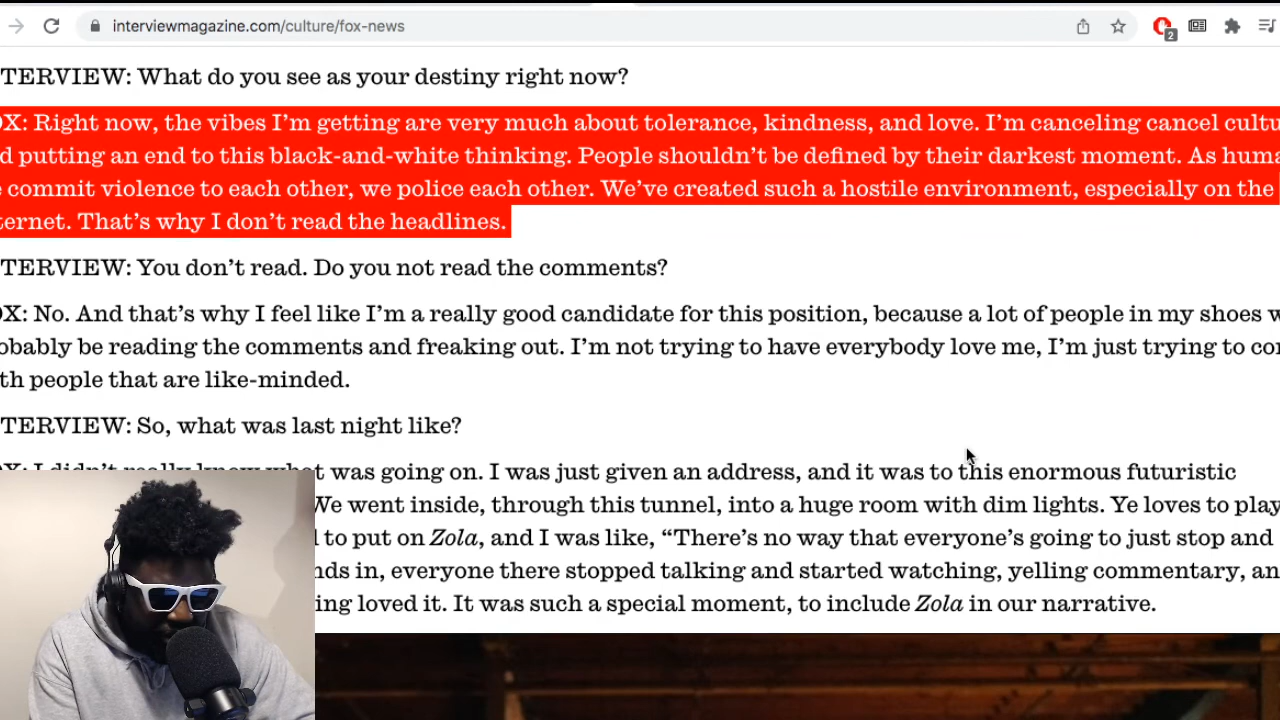 interviewmagazine.com/culture/fox-news
2
TERVIEW: What do you see as your destiny right now?
OX: Right now, the vibes I’m getting are very much about tolerance, kindness, and love. I’m canceling cancel cultu
d putting an end to this black-and-white thinking. People shouldn’t be defined by their darkest moment. As huma
e commit violence to each other, we police each other. We’ve created such a hostile environment, especially on the
ternet. That’s why I don’t read the headlines.
TERVIEW: You don’t read. Do you not read the comments?
OX: No. And that’s why I feel like I’m a really good candidate for this position, because a lot of people in my shoes w
obably be reading the comments and freaking out. I’m not trying to have everybody love me, I’m just trying to con
th people that are like-minded.
TERVIEW: So, what was last night like?
OX: I didn’t really know what was going on. I was just given an address, and it was to this enormous futuristic
We went inside, through this tunnel, into a huge room with dim lights. Ye loves to play
l to put on Zola, and I was like, “There’s no way that everyone’s going to just stop and
nds in, everyone there stopped talking and started watching, yelling commentary, an
ing loved it. It was such a special moment, to include Zola in our narrative.